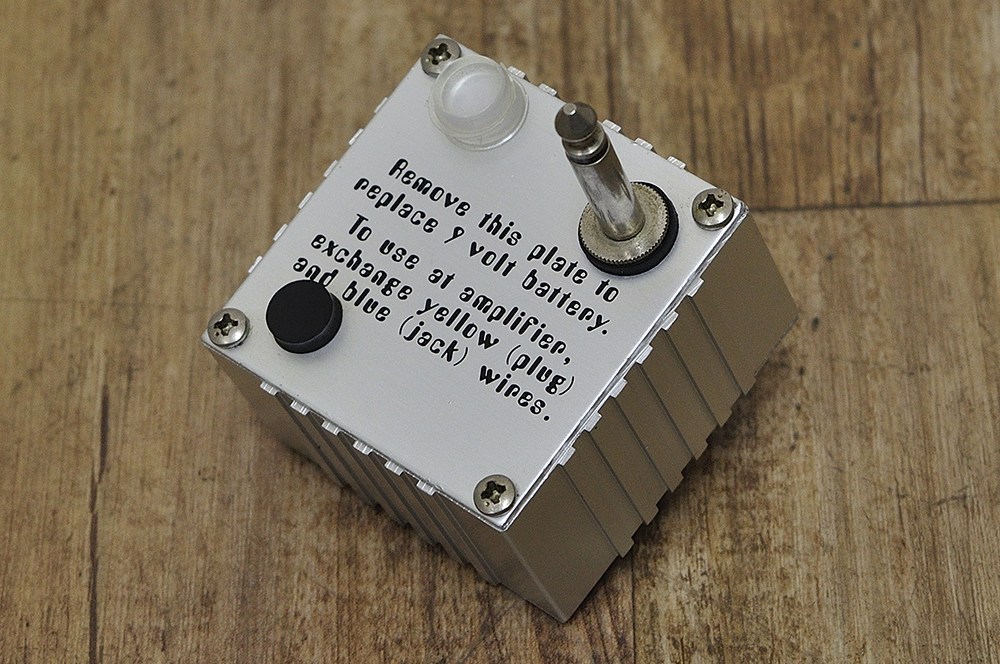 Remove this plate to
replace 9 volt battery.
To use at amplifier,
exchange yellow (plug)
and blue (jack) wires.